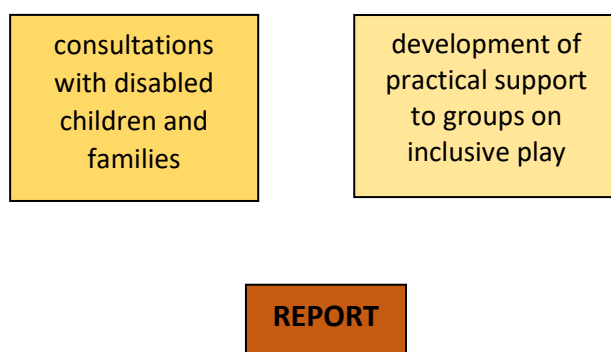 consultations
with disabled
children and
families
development of
practical support
to groups on
inclusive play
REPORT